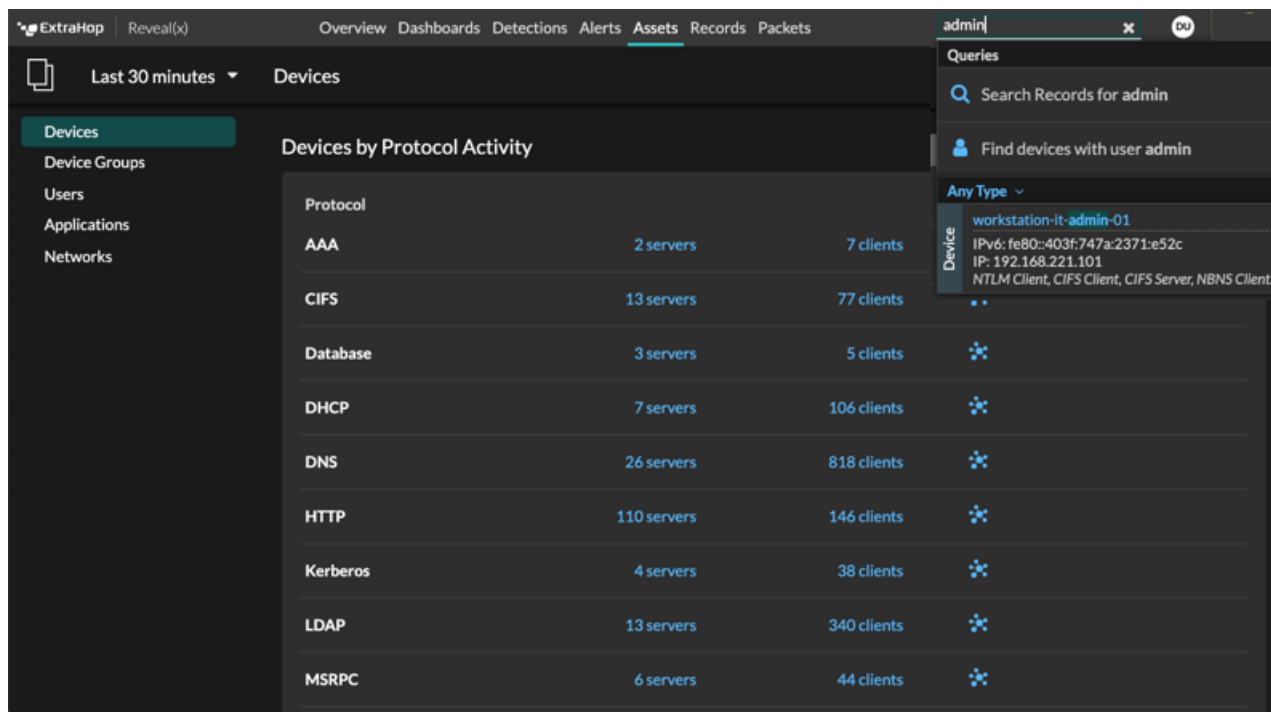 ExtraHop Reveal(x) Overview Dashboards Detections Alerts Assets Records Packets admin DU
Last 30 minutes Devices
Queries
Search Records for admin
Find devices with user admin
Any Type
Device
workstation-it-admin-01
IPv6: fe80::403f:747a:2371:e52c
IP: 192.168.221.101
NTLM Client, CIFS Client, CIFS Server, NBNS Client
Devices
Device Groups
Users
Applications
Networks
Devices by Protocol Activity
Protocol
AAA 2 servers 7 clients
CIFS 13 servers 77 clients
Database 3 servers 5 clients
DHCP 7 servers 106 clients
DNS 26 servers 818 clients
HTTP 110 servers 146 clients
Kerberos 4 servers 38 clients
LDAP 13 servers 340 clients
MSRPC 6 servers 44 clients